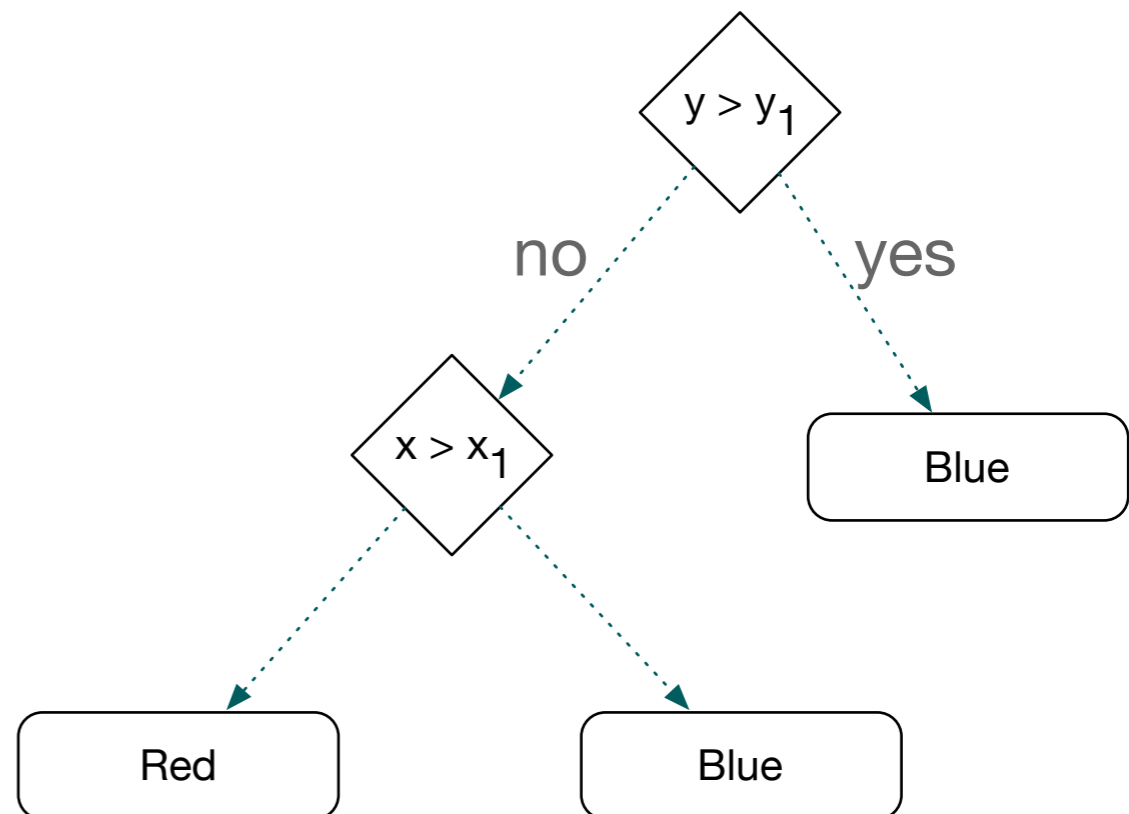 y > y₁
no
yes
x > x₁
Blue
Red
Blue